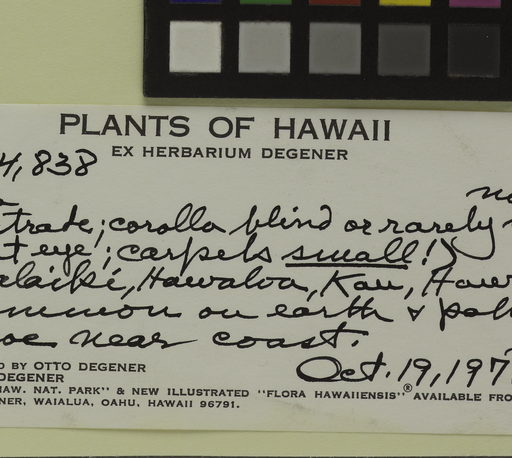 PLANTS OF HAWAII
EX HERBARIUM DEGENER
4,838
trade; corolla blind or rarely
t eye; carpels small!)
alaiki, Hawaloa, Kau, Haw
mmon on earth & pah
oe near coast.
D BY OTTO DEGENER
DEGENER
Oct. 19, 197
HAW. NAT. PARK" & NEW ILLUSTRATED "FLORA HAWAIIENSIS"® AVAILABLE FRO
NER, WAIALUA, OAHU, HAWAII 96791.